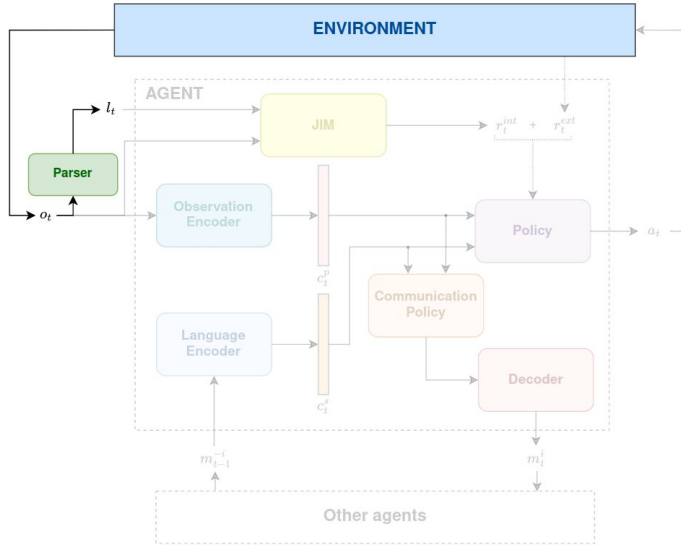 ENVIRONMENT
AGENT
l_t
JIM
r_t^{int} + r_t^{ext}
Parser
o_t
Observation
Encoder
c_t^p
Policy
a_t
Communication
Policy
Language
Encoder
c_t^s
Decoder
m_{t-1}^{-i}
m_t^i
Other agents